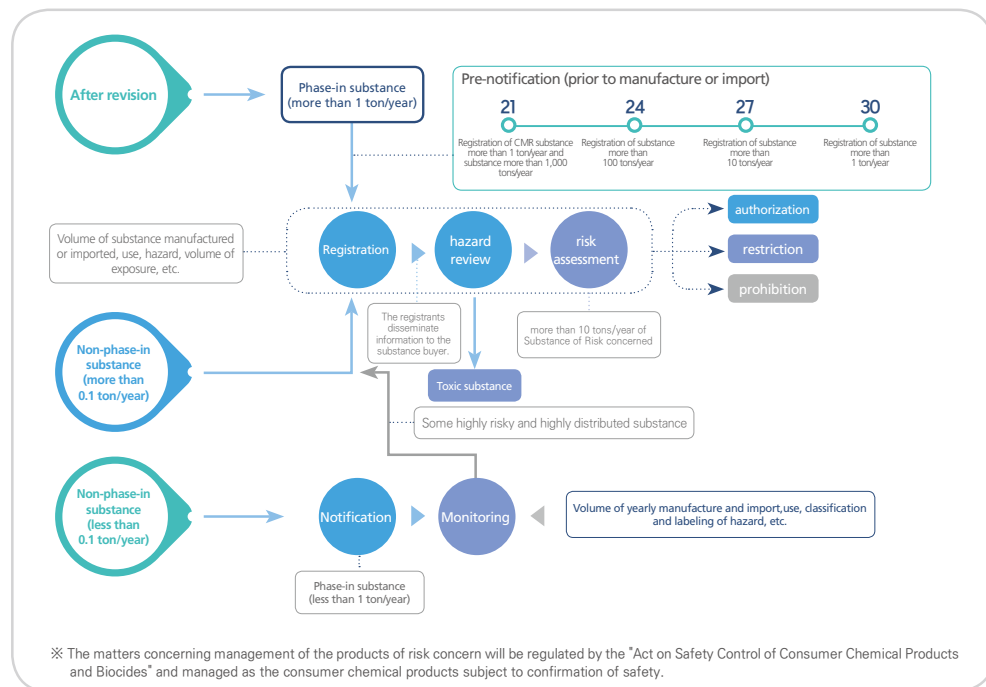 After revision
Phase-in substance
(more than 1 ton/year)
Pre-notification (prior to manufacture or import)
21
24
27
30
Registration of CMR substance
more than 1 ton/year and
substance more than 1,000
tons/year
Registration of substance
more than
100 tons/year
Registration of substance
more than
10 tons/year
Registration of substance
more than
1 ton/year
Volume of substance manufactured
or imported, use, hazard, volume of
exposure, etc.
Registration
hazard
review
risk
assessment
authorization
restriction
prohibition
The registrants
disseminate
information to the
substance buyer.
more than 10 tons/year of
Substance of Risk concerned
Non-phase-in
substance
(more than
0.1 ton/year)
Toxic substance
Some highly risky and highly distributed substance
Non-phase-in
substance
(less than
0.1 ton/year)
Notification
Monitoring
Volume of yearly manufacture and import,use, classification
and labeling of hazard, etc.
Phase-in substance
(less than 1 ton/year)
※ The matters concerning management of the products of risk concern will be regulated by the "Act on Safety Control of Consumer Chemical Products
and Biocides" and managed as the consumer chemical products subject to confirmation of safety.